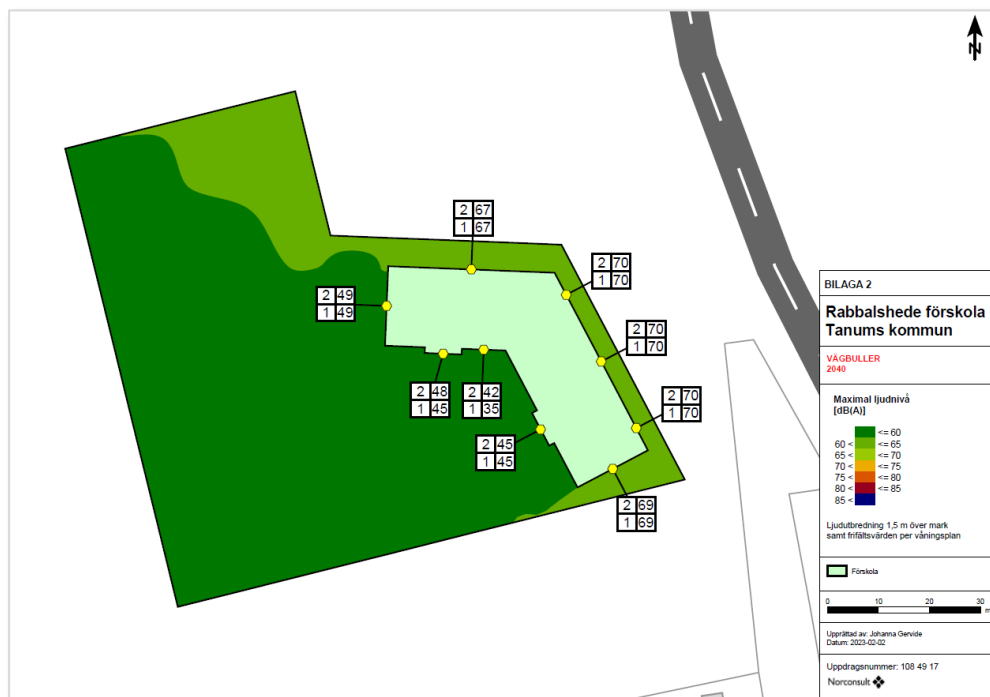 N
2 67
1 67
2 70
1 70
2 49
1 49
2 70
1 70
2 48
1 45
2 42
1 35
2 70
1 70
2 45
1 45
2 69
1 69
BILAGA 2
Rabbalshede förskola
Tanums kommun
VÄGBULLER
2040
Maximal ljudnivå
[dB(A)]
<= 60
60 < <= 65
65 < <= 70
70 < <= 75
75 < <= 80
80 < <= 85
85 <
Ljudutbredning 1,5 m över mark
samt frifältsvärden per våningsplan
Förskola
0 10 20 30
m
Upprättad av: Johanna Gervide
Datum: 2023-02-02
Uppdragsnummer: 108 49 17
Norconsult